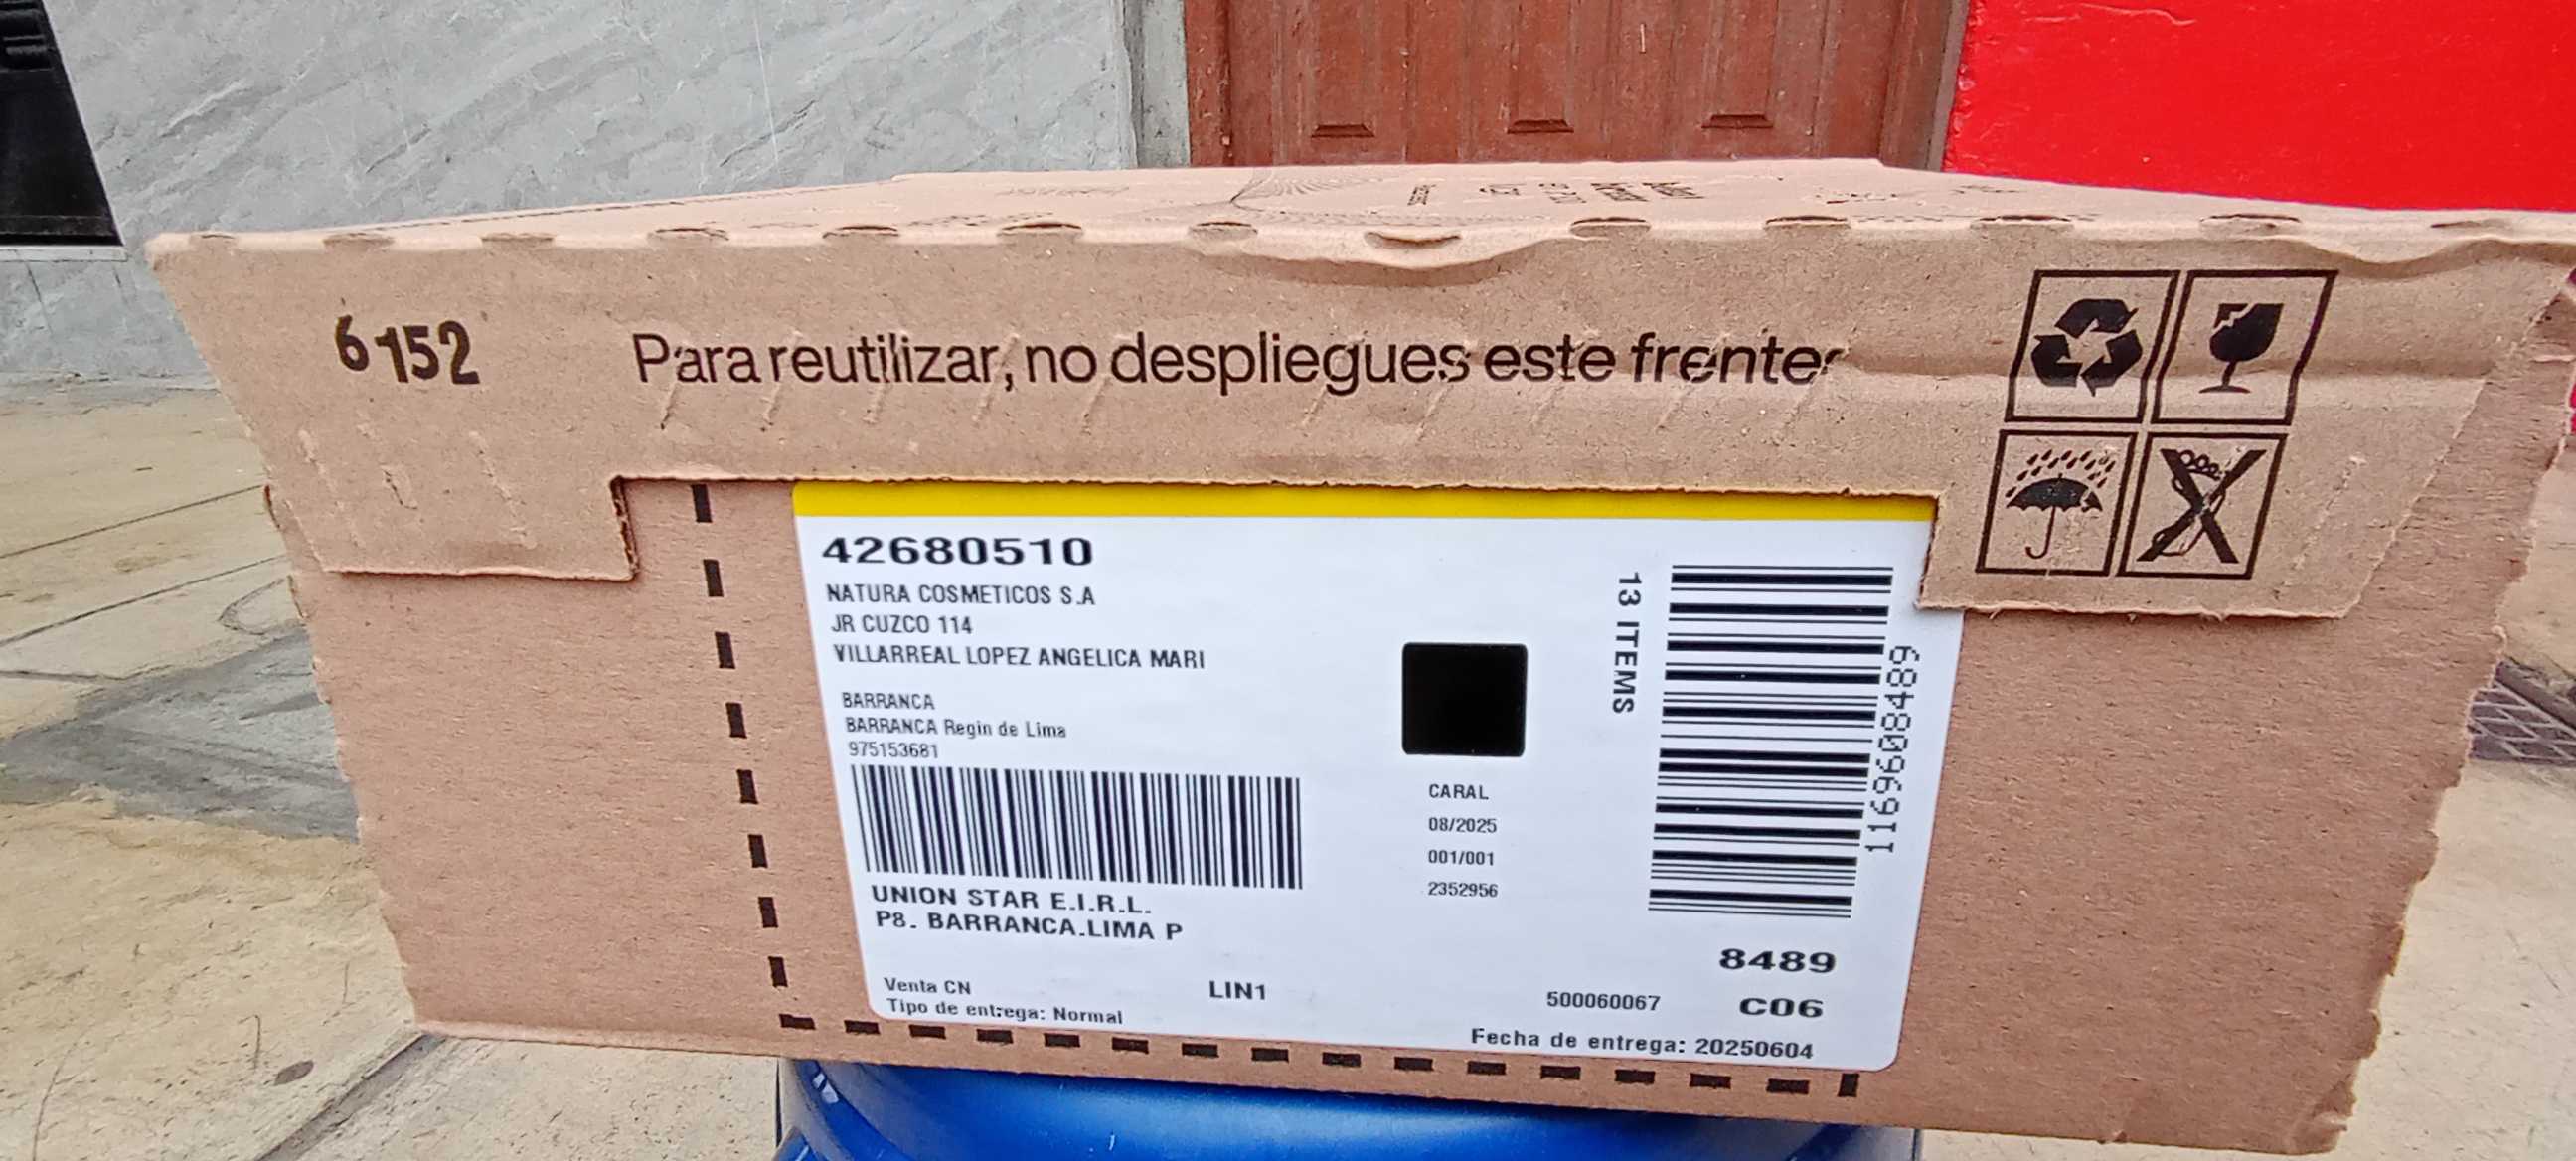 6152
Para reutilizar, no despliegues este frente
42680510
NATURA COSMETICOS S.A
JR CUZCO 114
VILLARREAL LOPEZ ANGELICA MARI
BARRANCA
BARRANCA Regin de Lima
975153681
UNION STAR E.I.R.L.
P8. BARRANCA.LIMA P
Venta CN
Tipo de entrega: Normal
LIN1
CARAL
08/2025
001/001
2352956
13 ITEMS
1169608489
8489
500060067
C06
Fecha de entrega: 20250604